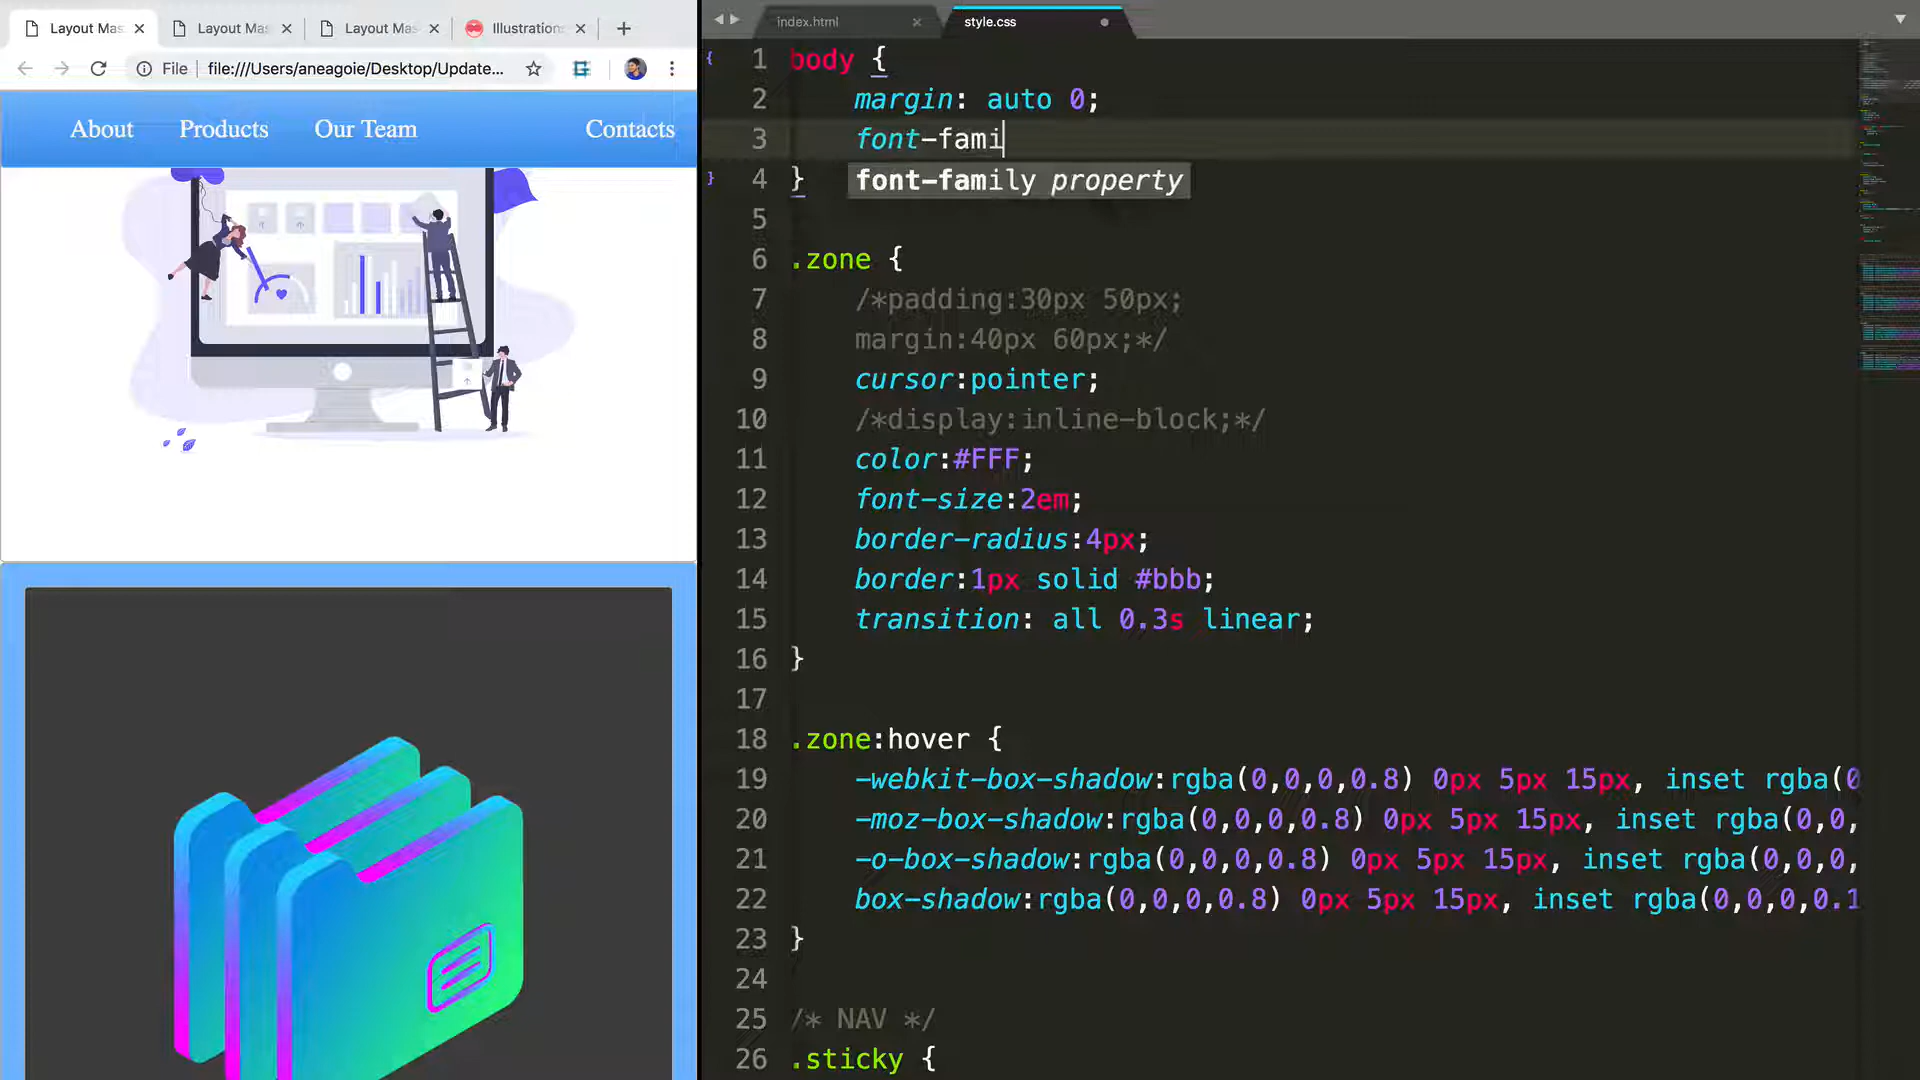 Layout Mas
Layout Mas
Layout Mas
Illustrations
File
file:///Users/aneagoie/Desktop/Update...
About
Products
Our Team
Contacts
index.html
style.css
1 body {
2 margin: auto 0;
3 font-fami
font-family property
4 }
5
6 .zone {
7 /*padding:30px 50px;
8 margin:40px 60px;*/
9 cursor:pointer;
10 /*display:inline-block;*/
11 color:#FFF;
12 font-size:2em;
13 border-radius:4px;
14 border:1px solid #bbb;
15 transition: all 0.3s linear;
16 }
17
18 .zone:hover {
19 -webkit-box-shadow:rgba(0,0,0,0.8) 0px 5px 15px, inset rgba(0
20 -moz-box-shadow:rgba(0,0,0,0.8) 0px 5px 15px, inset rgba(0,0,
21 -o-box-shadow:rgba(0,0,0,0.8) 0px 5px 15px, inset rgba(0,0,0,
22 box-shadow:rgba(0,0,0,0.8) 0px 5px 15px, inset rgba(0,0,0,0.1
23 }
24
25 /* NAV */
26 .sticky {